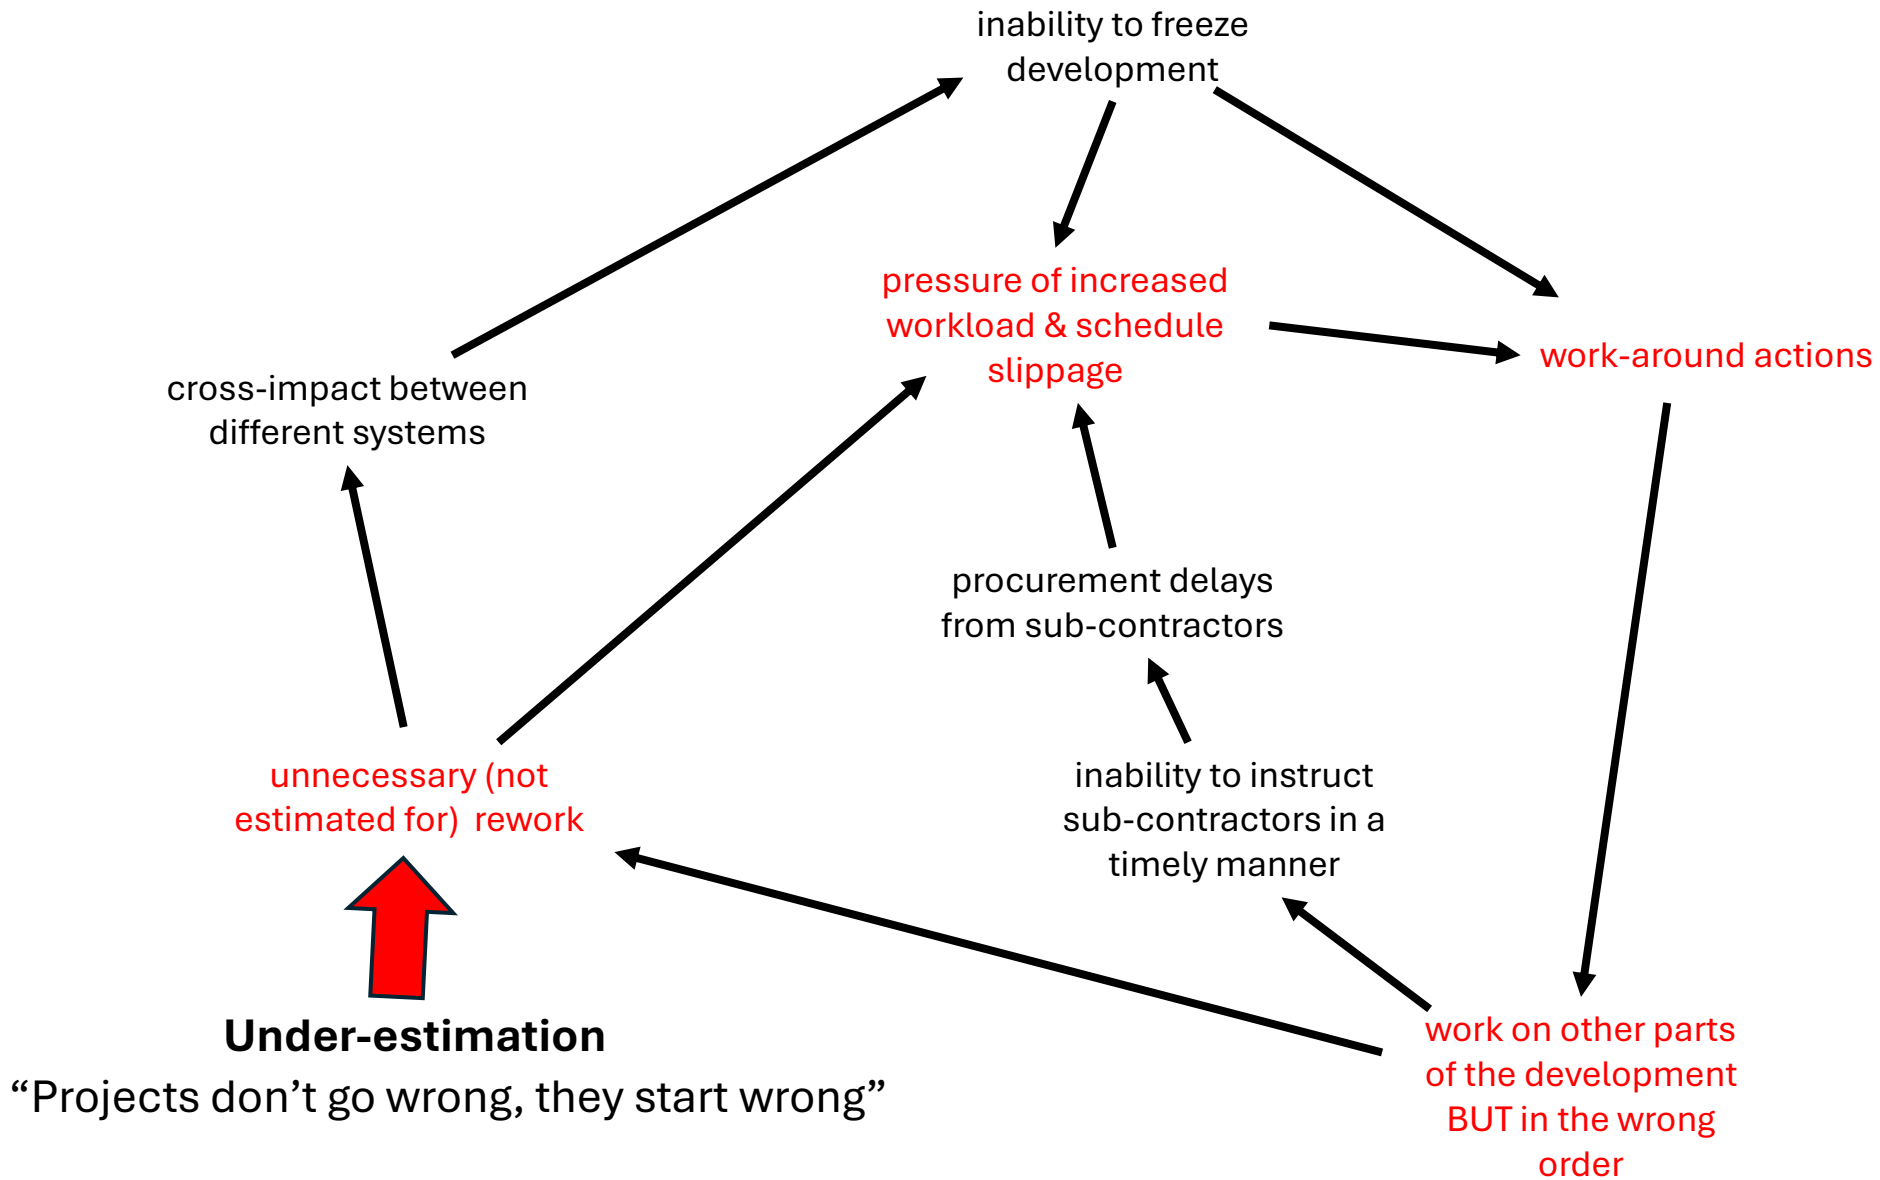 inability to freeze
development
pressure of increased
workload & schedule
slippage
work-around actions
cross-impact between
different systems
procurement delays
from sub-contractors
unnecessary (not
estimated for)  rework
inability to instruct
sub-contractors in a
timely manner
Under-estimation
“Projects don’t go wrong, they start wrong”
work on other parts
of the development
BUT in the wrong
order